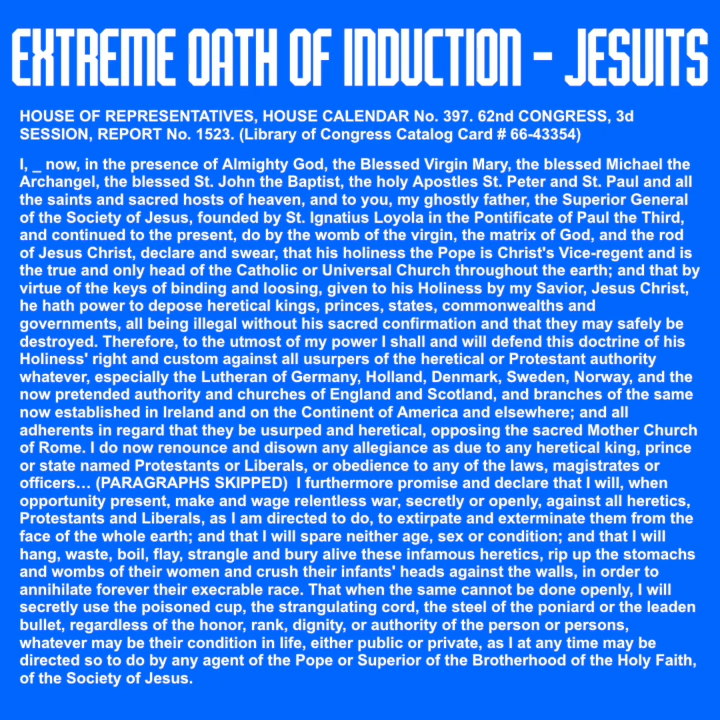 EXTREME OATH OF INDUCTION - JESUITS
HOUSE OF REPRESENTATIVES, HOUSE CALENDAR No. 397. 62nd CONGRESS, 3d
SESSION, REPORT No. 1523. (Library of Congress Catalog Card # 66-43354)
I, _ now, in the presence of Almighty God, the Blessed Virgin Mary, the blessed Michael the
Archangel, the blessed St. John the Baptist, the holy Apostles St. Peter and St. Paul and all
the saints and sacred hosts of heaven, and to you, my ghostly father, the Superior General
of the Society of Jesus, founded by St. Ignatius Loyola in the Pontificate of Paul the Third,
and continued to the present, do by the womb of the virgin, the matrix of God, and the rod
of Jesus Christ, declare and swear, that his holiness the Pope is Christ's Vice-regent and is
the true and only head of the Catholic or Universal Church throughout the earth; and that by
virtue of the keys of binding and loosing, given to his Holiness by my Savior, Jesus Christ,
he hath power to depose heretical kings, princes, states, commonwealths and
governments, all being illegal without his sacred confirmation and that they may safely be
destroyed. Therefore, to the utmost of my power I shall and will defend this doctrine of his
Holiness' right and custom against all usurpers of the heretical or Protestant authority
whatever, especially the Lutheran of Germany, Holland, Denmark, Sweden, Norway, and the
now pretended authority and churches of England and Scotland, and branches of the same
now established in Ireland and on the Continent of America and elsewhere; and all
adherents in regard that they be usurped and heretical, opposing the sacred Mother Church
of Rome. I do now renounce and disown any allegiance as due to any heretical king, prince
or state named Protestants or Liberals, or obedience to any of the laws, magistrates or
officers... (PARAGRAPHS SKIPPED) I furthermore promise and declare that I will, when
opportunity present, make and wage relentless war, secretly or openly, against all heretics,
Protestants and Liberals, as I am directed to do, to extirpate and exterminate them from the
face of the whole earth; and that I will spare neither age, sex or condition; and that I will
hang, waste, boil, flay, strangle and bury alive these infamous heretics, rip up the stomachs
and wombs of their women and crush their infants' heads against the walls, in order to
annihilate forever their execrable race. That when the same cannot be done openly, I will
secretly use the poisoned cup, the strangulating cord, the steel of the poniard or the leaden
bullet, regardless of the honor, rank, dignity, or authority of the person or persons,
whatever may be their condition in life, either public or private, as I at any time may be
directed so to do by any agent of the Pope or Superior of the Brotherhood of the Holy Faith,
of the Society of Jesus.